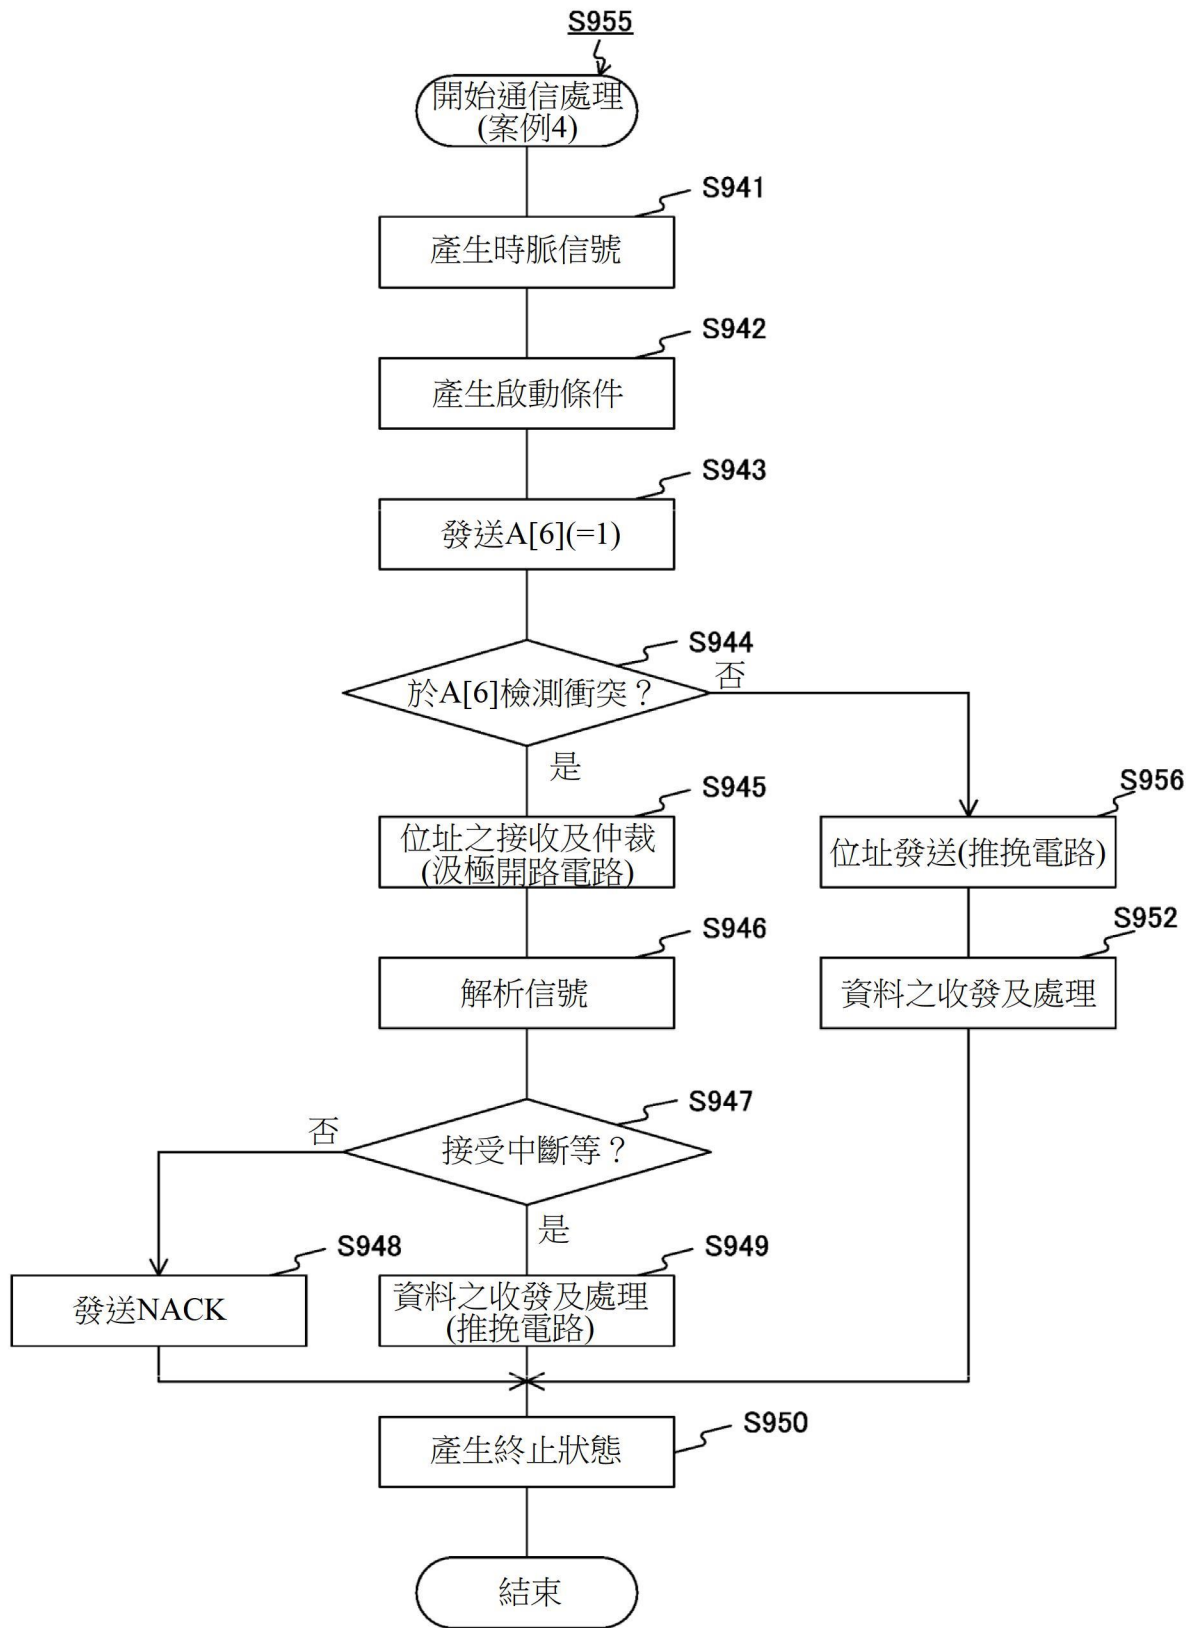 S955
開始通信處理
(案例4)
S941
產生時脈信號
S942
產生啟動條件
S943
發送A[6](=1)
S944
於A[6]檢測衝突？
否
是
S945
位址之接收及仲裁
(汲極開路電路)
S956
位址發送(推挽電路)
S946
解析信號
S952
資料之收發及處理
S947
接受中斷等？
否
是
S948
發送NACK
S949
資料之收發及處理
(推挽電路)
S950
產生終止狀態
結束